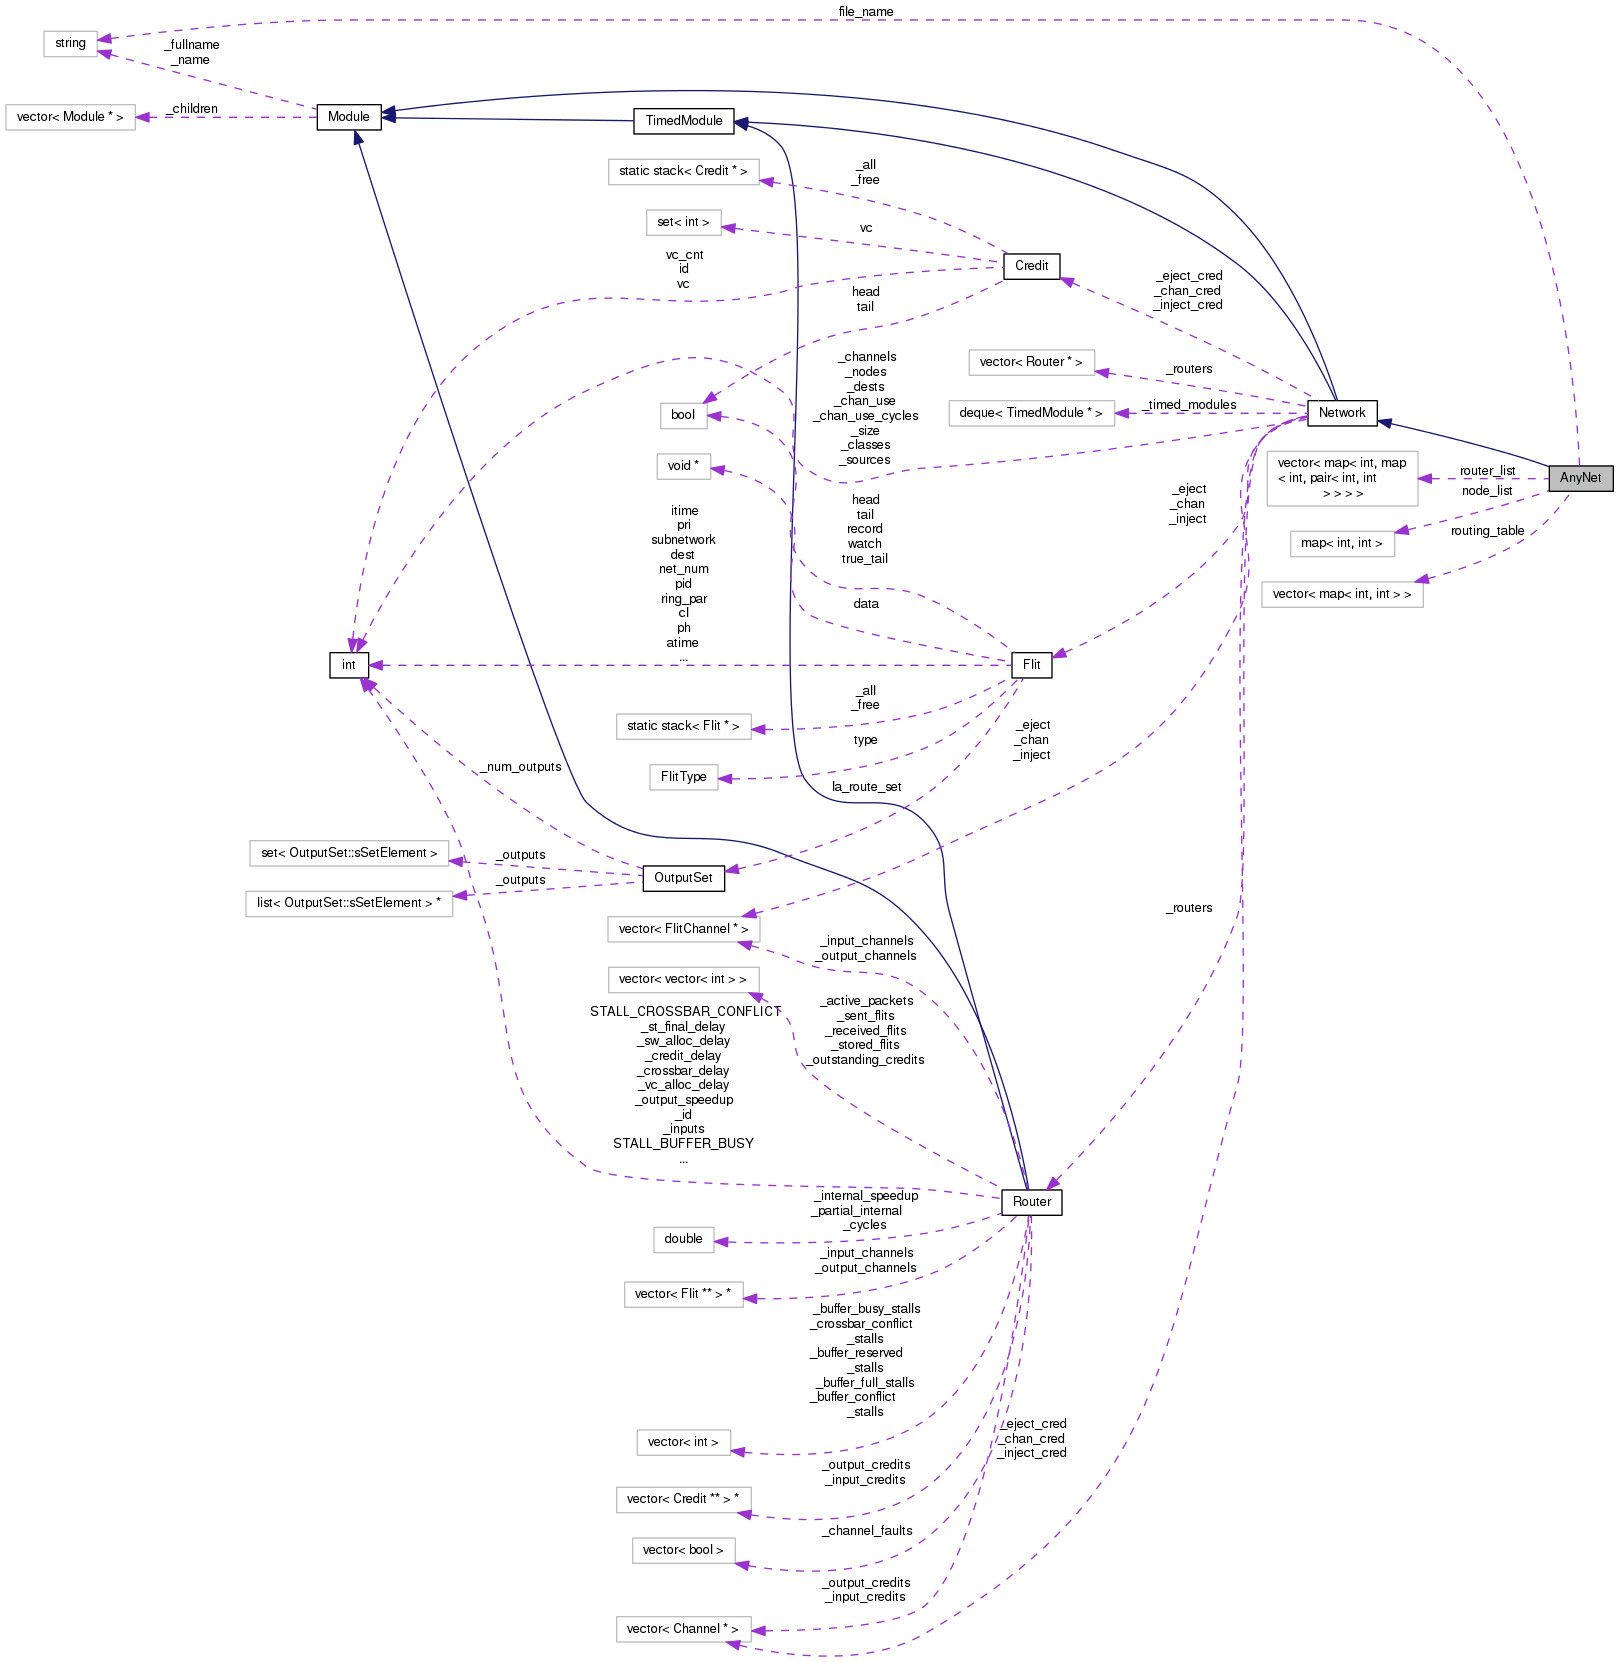 file_name
string
_fullname
_name
vector< Module * >
_children
Module
TimedModule
static stack< Credit * >
_all
_free
set< int >
vc
Credit
vc_cnt
id
vc
head
tail
_eject_cred
_chan_cred
_inject_cred
vector< Router * >
_routers
deque< TimedModule * >
_timed_modules
Network
bool
_channels
_nodes
_dests
_chan_use
_chan_use_cycles
_size
_classes
_sources
void *
vector< map< int, map
< int, pair< int, int
> > > >
router_list
node_list
AnyNet
map< int, int >
routing_table
vector< map< int, int > >
_eject
_chan
_inject
head
tail
record
watch
true_tail
itime
pri
subnetwork
dest
net_num
pid
ring_par
cl
ph
atime
...
data
int
Flit
static stack< Flit * >
_all
_free
FlitType
type
_eject
_chan
_inject
la_route_set
_num_outputs
set< OutputSet::sSetElement >
_outputs
list< OutputSet::sSetElement > *
_outputs
OutputSet
vector< FlitChannel * >
_routers
_input_channels
_output_channels
vector< vector< int > >
_active_packets
_sent_flits
_received_flits
_stored_flits
_outstanding_credits
STALL_CROSSBAR_CONFLICT
_st_final_delay
_sw_alloc_delay
_credit_delay
_crossbar_delay
_vc_alloc_delay
_output_speedup
_id
_inputs
STALL_BUFFER_BUSY
...
Router
_internal_speedup
_partial_internal
_cycles
double
_input_channels
_output_channels
vector< Flit ** > *
_buffer_busy_stalls
_crossbar_conflict
_stalls
_buffer_reserved
_stalls
_buffer_full_stalls
_buffer_conflict
_stalls
vector< int >
_eject_cred
_chan_cred
_inject_cred
_output_credits
_input_credits
vector< Credit ** > *
_channel_faults
vector< bool >
_output_credits
_input_credits
vector< Channel * >